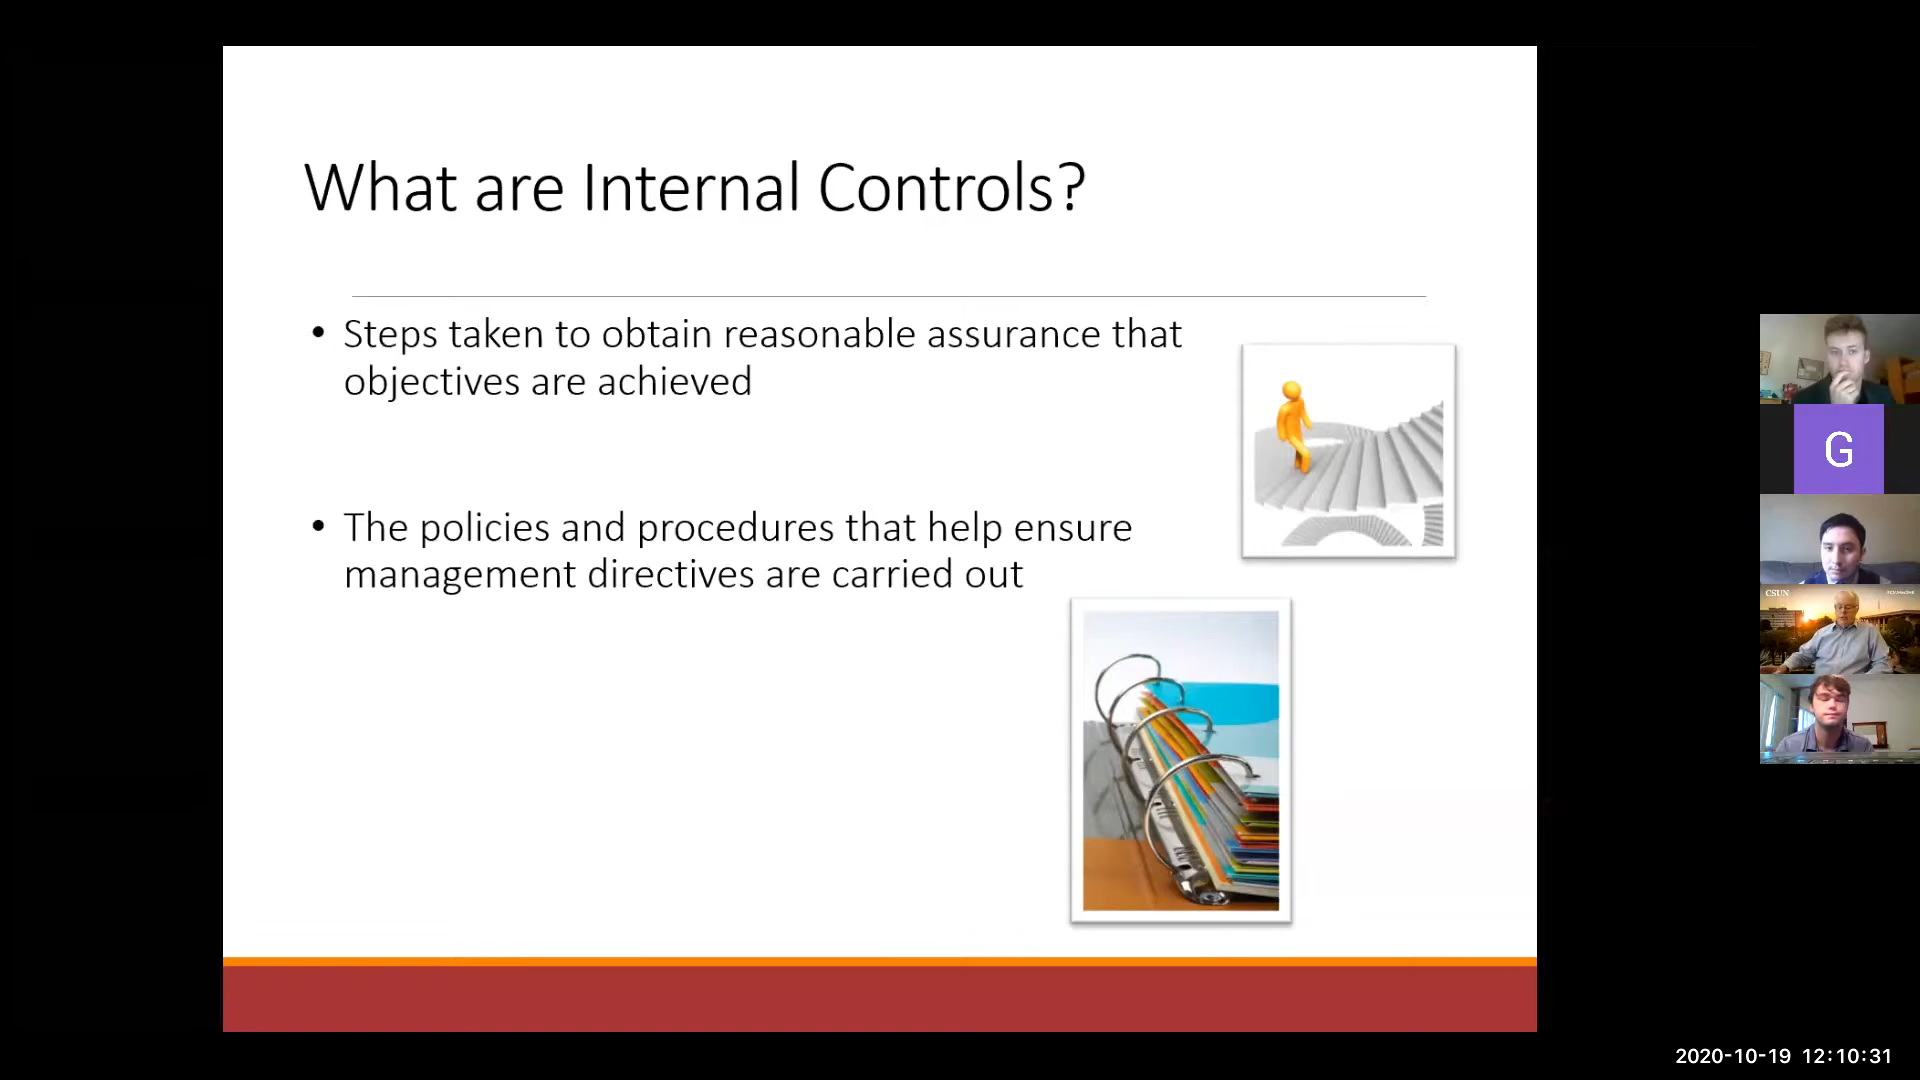 What are Internal Controls?
• Steps taken to obtain reasonable assurance that
objectives are achieved
• The policies and procedures that help ensure
management directives are carried out
G
CSUN
2020-10-19 12:10:31